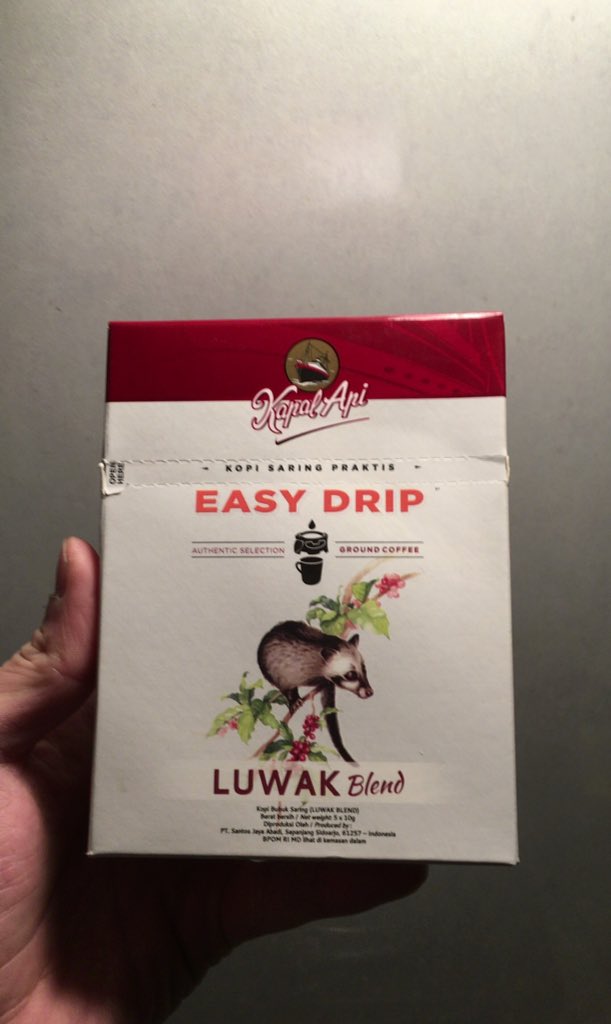 Kapal Api
OPEN HERE
KOPI SARING PRAKTIS
EASY DRIP
AUTHENTIC SELECTION GROUND COFFEE
LUWAK Blend
Kopi Bubuk Saring (LUWAK BLEND)
Berat Bersih / Net weight: 5 x 10g
Diproduksi Oleh / Produced by :
PT. Santos Jaya Abadi, Sepanjang Sidoarjo, 61257 – Indonesia
BPOM RI MD lihat di kemasan dalam